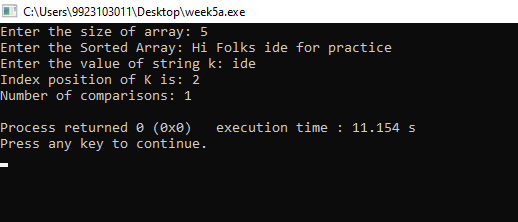 C:\Users\9923103011\Desktop\week5a.exe
Enter the size of array: 5
Enter the Sorted Array: Hi Folks ide for practice
Enter the value of string k: ide
Index position of K is: 2
Number of comparisons: 1
Process returned 0 (0x0)   execution time : 11.154 s
Press any key to continue.